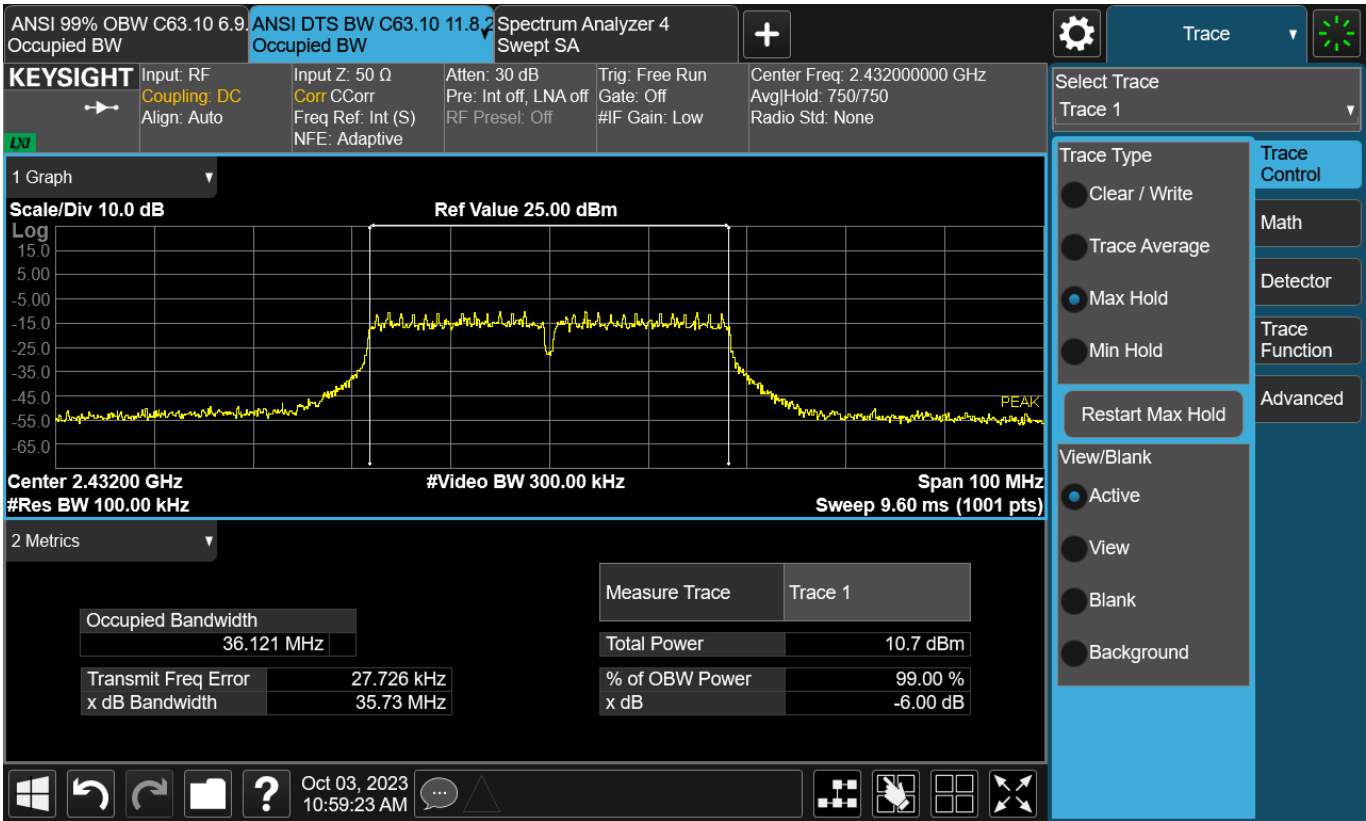 ANSI 99% OBW C63.10 6.9.
Occupied BW
ANSI DTS BW C63.10 11.8.2
Occupied BW
Spectrum Analyzer 4
Swept SA
Trace
KEYSIGHT
LXI
Input: RF
Coupling: DC
Align: Auto
Input Z: 50 Ω
Corr CCorr
Freq Ref: Int (S)
NFE: Adaptive
Atten: 30 dB
Pre: Int off, LNA off
RF Presel: Off
Trig: Free Run
Gate: Off
#IF Gain: Low
Center Freq: 2.432000000 GHz
Avg|Hold: 750/750
Radio Std: None
1 Graph
Scale/Div 10.0 dB
Ref Value 25.00 dBm
Log
15.0
5.00
-5.00
-15.0
-25.0
-35.0
-45.0
-55.0
-65.0
PEAK
Center 2.43200 GHz
#Video BW 300.00 kHz
Span 100 MHz
#Res BW 100.00 kHz
Sweep 9.60 ms (1001 pts)
2 Metrics
Occupied Bandwidth
36.121 MHz
Transmit Freq Error 27.726 kHz
x dB Bandwidth 35.73 MHz
Measure Trace Trace 1
Total Power 10.7 dBm
% of OBW Power 99.00 %
x dB -6.00 dB
Select Trace
Trace 1
Trace Type
Clear / Write
Trace Average
Max Hold
Min Hold
Restart Max Hold
View/Blank
Active
View
Blank
Background
Trace
Control
Math
Detector
Trace
Function
Advanced
?
Oct 03, 2023
10:59:23 AM